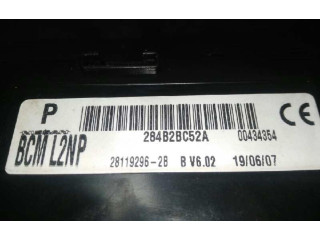 P
284B2BC52A 00434354
BCM L2NP
28119296-2B B V6.02 19/06/07
CE